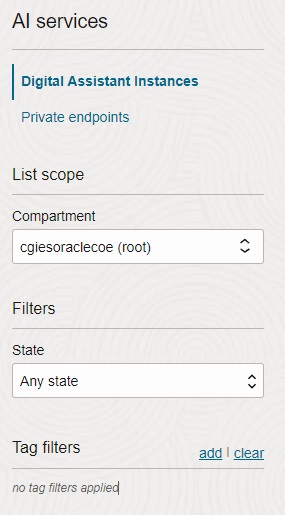 AI services
Digital Assistant Instances
Private endpoints
List scope
Compartment
cgiesoraclecoe (root)
Filters
State
Any state
Tag filters
add | clear
no tag filters applied